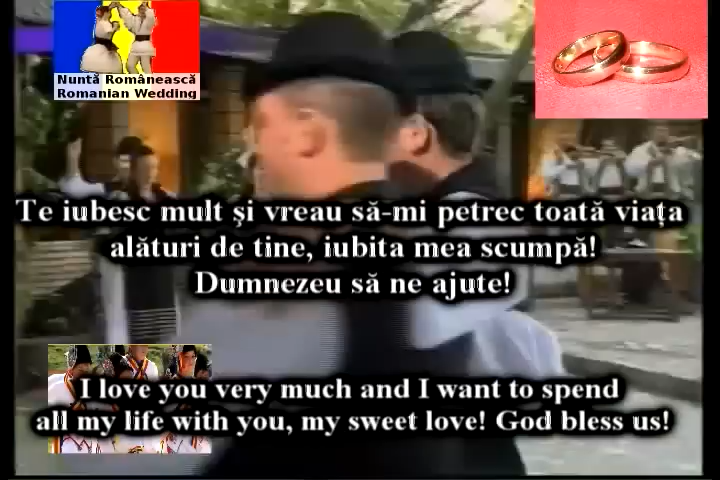 Nuntă Românească
Romanian Wedding
Te iubesc mult şi vreau să-mi petrec toată viaţa
alături de tine, iubita mea scumpă!
Dumnezeu să ne ajute!
I love you very much and I want to spend
all my life with you, my sweet love! God bless us!